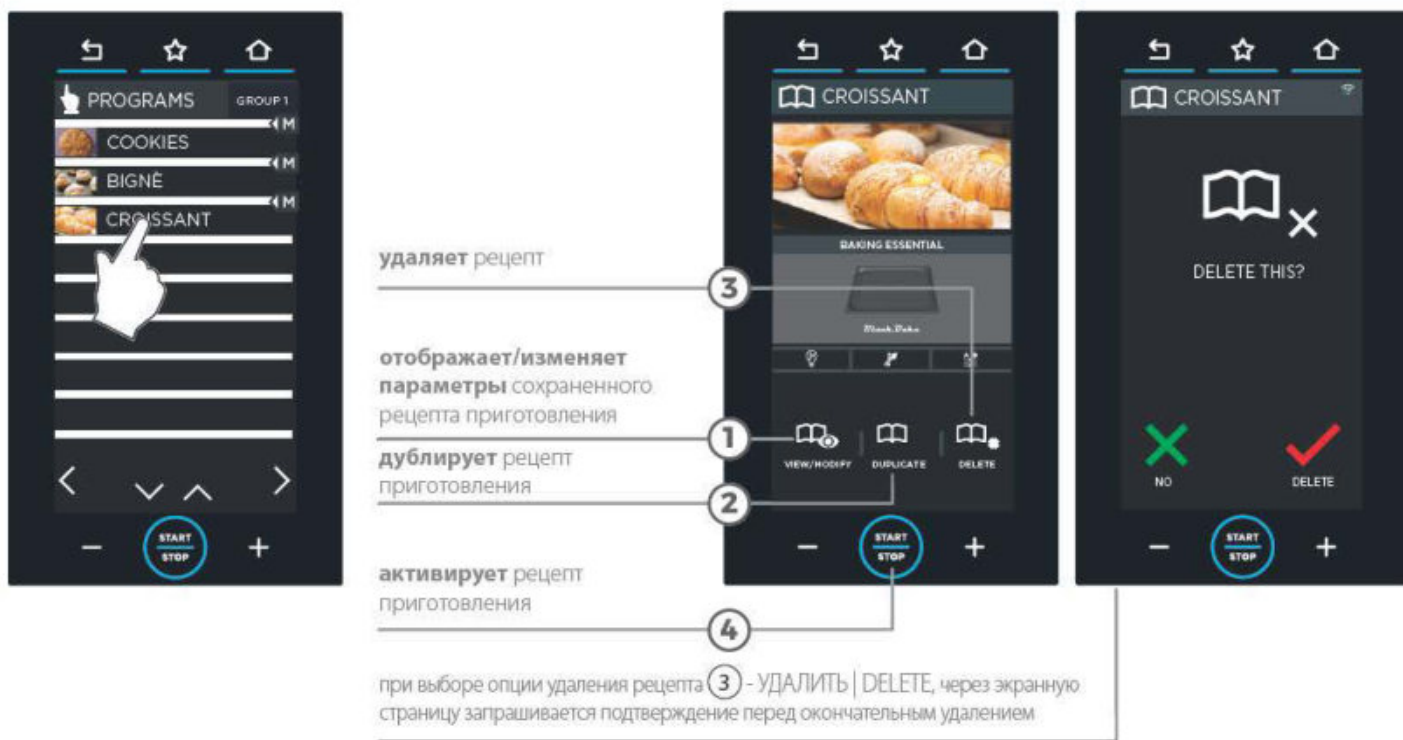 PROGRAMS GROUP 1
M
COOKIES
M
BIGNÈ
M
CROISSANT
START
STOP
удаляет рецепт
3
отображает/изменяет
параметры сохраненного
рецепта приготовления
1
дублирует рецепт
приготовления
2
активирует рецепт
приготовления
4
CROISSANT
BAKING ESSENTIAL
Black Bake
VIEW/MODIFY DUPLICATE DELETE
START
STOP
CROISSANT
DELETE THIS?
NO DELETE
START
STOP
при выборе опции удаления рецепта 3 - УДАЛИТЬ | DELETE, через экранную
страницу запрашивается подтверждение перед окончательным удалением